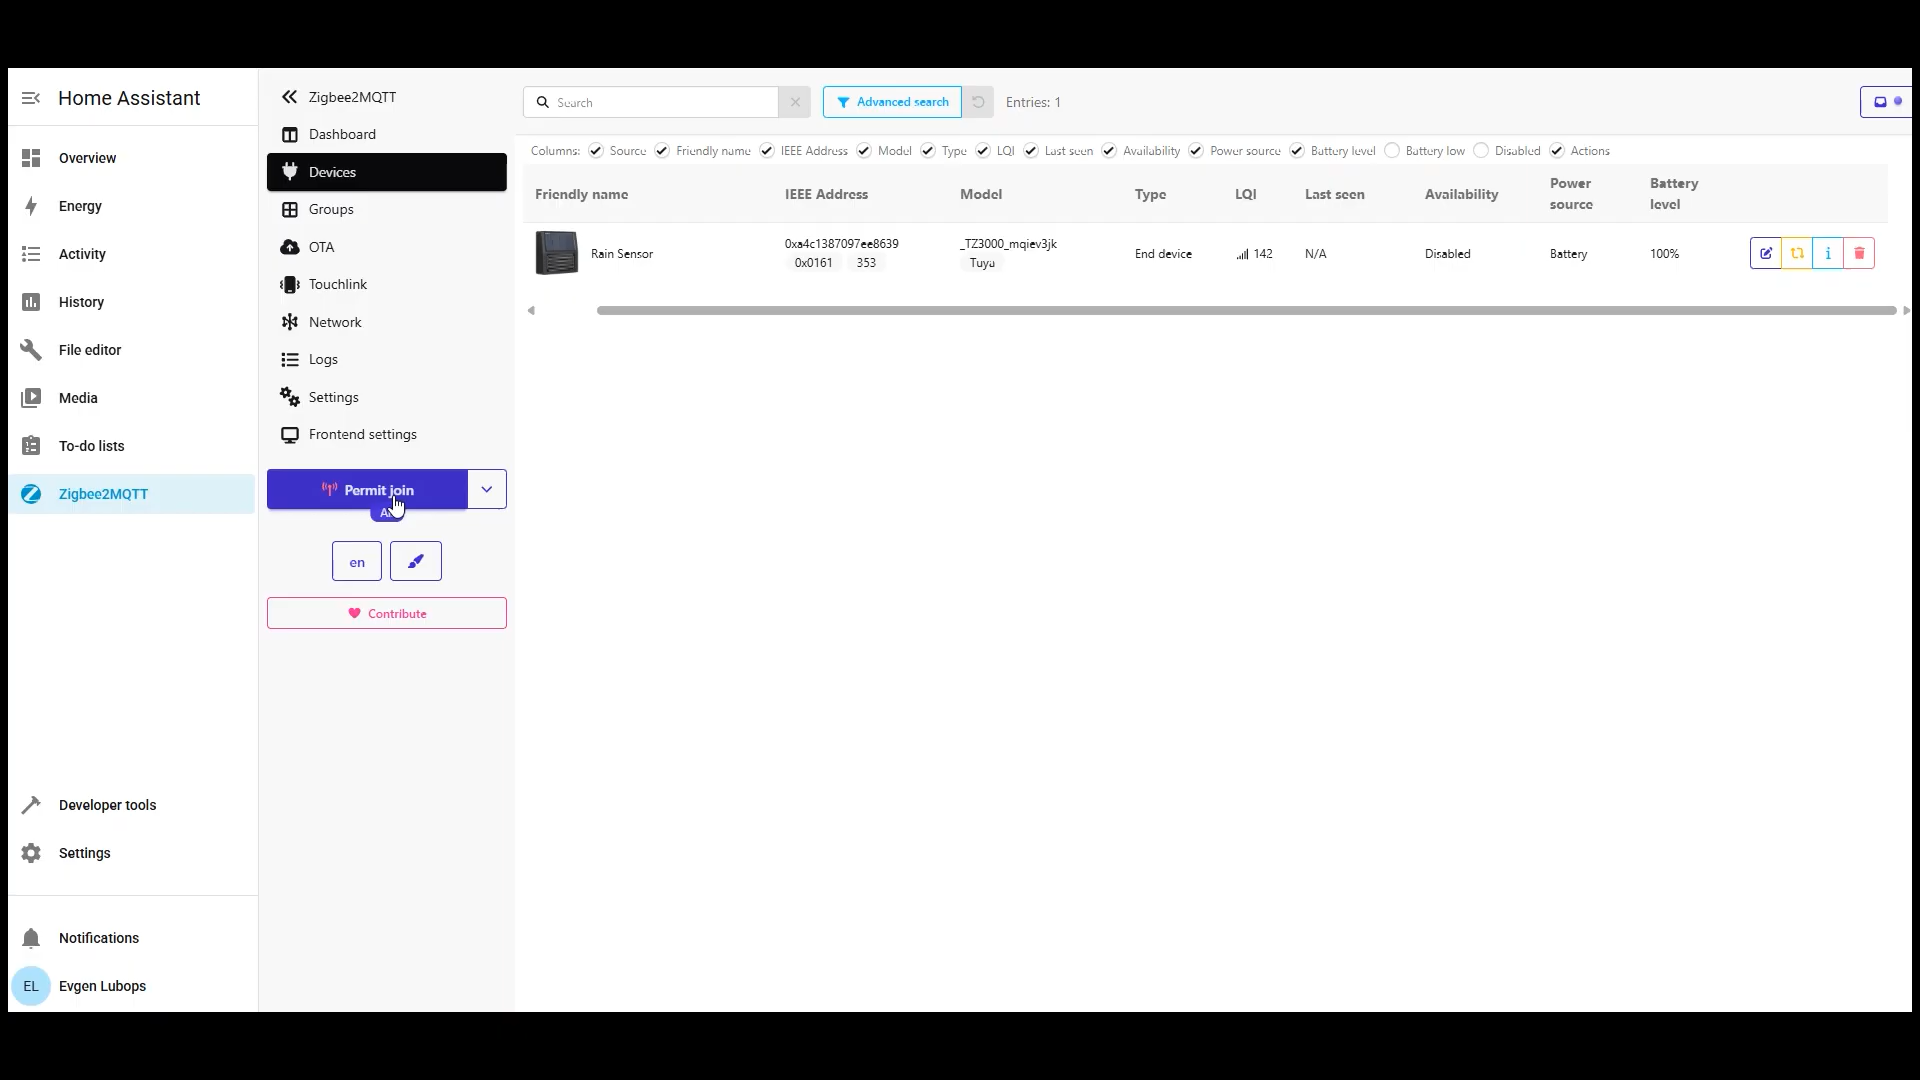 Home Assistant
Overview
Energy
Activity
History
File editor
Media
To-do lists
Zigbee2MQTT
Developer tools
Settings
Notifications
EL Evgen Lubops
Zigbee2MQTT
Dashboard
Devices
Groups
OTA
Touchlink
Network
Logs
Settings
Frontend settings
Permit join
en
Contribute
Search
Advanced search
Entries: 1
Columns: Source Friendly name IEEE Address Model Type LQI Last seen Availability Power source Battery level Battery low Disabled Actions
Friendly name IEEE Address Model Type LQI Last seen Availability Power source Battery level
Rain Sensor 0xa4c1387097ee8639 _TZ3000_mqiev3jk End device 142 N/A Disabled Battery 100%
0x0161 353 Tuya